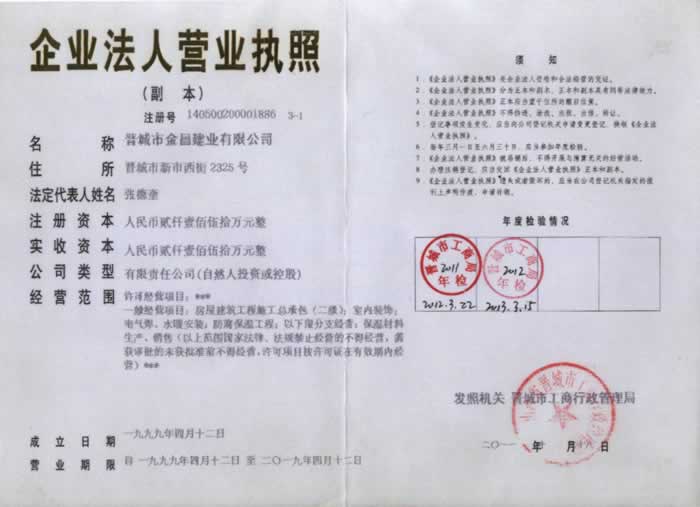 企业法人营业执照
(副 本)
注册号 140500200001886 3-1
名 称 晋城市金昌建业有限公司
住 所 晋城市新市西街 2325 号
法定代表人姓名 张德奎
注 册 资 本 人民币贰仟壹佰伍拾万元整
实 收 资 本 人民币贰仟壹佰伍拾万元整
公 司 类 型 有限责任公司(自然人投资或控股)
经 营 范 围 许可经营项目: ***
一般经营项目: 房屋建筑工程施工总承包(二级); 室内装饰;
电气焊、水暖安装; 防腐保温工程; 以下限分支经营: 保温材料
生产、销售(以上范围国家法律、法规禁止经营的不得经营, 需
获审批的未获批准前不得经营, 许可项目按许可证在有效期内经
营)***
成 立 日 期 一九九九年四月十二日
营 业 期 限 自 一九九九年四月十二日 至 二〇一九年四月十二日
须 知
1. 《企业法人营业执照》是企业法人资格和合法经营的凭证。
2. 《企业法人营业执照》分为正本和副本, 正本和副本具有同等法律效力。
3. 《企业法人营业执照》正本应当置于住所的醒目位置。
4. 《企业法人营业执照》不得伪造、涂改、出租、出借、转让。
5. 登记事项发生变化, 应当向公司登记机关申请变更登记, 换领《企业法
人营业执照》。
6. 每年三月一日至六月三十日, 应当参加年度检验。
7. 《企业法人营业执照》被吊销后, 不得开展与清算无关的经营活动。
8. 办理注销登记, 应当交回《企业法人营业执照》正本和副本。
9. 《企业法人营业执照》遗失或者毁坏的, 应当在公司登记机关指定的报
刊上声明作废, 申请补领。
年 度 检 验 情 况
晋城市工商局
2011
年检
2012.3.22
晋城市工商局
2012
年检
2013.3.15
发照机关 晋城市工商行政管理局
二〇一 年 月 日